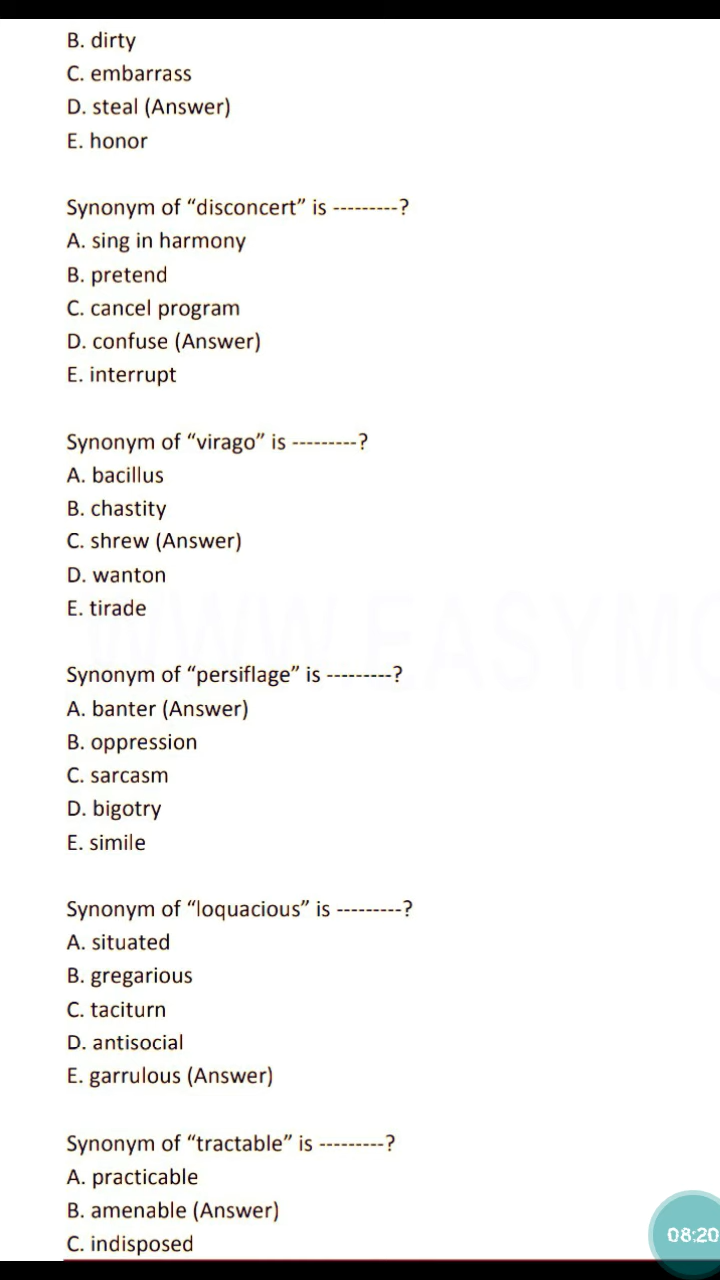 B. dirty
C. embarrass
D. steal (Answer)
E. honor
Synonym of “disconcert” is ---------?
A. sing in harmony
B. pretend
C. cancel program
D. confuse (Answer)
E. interrupt
Synonym of “virago” is ---------?
A. bacillus
B. chastity
C. shrew (Answer)
D. wanton
E. tirade
Synonym of “persiflage” is ---------?
A. banter (Answer)
B. oppression
C. sarcasm
D. bigotry
E. simile
Synonym of “loquacious” is ---------?
A. situated
B. gregarious
C. taciturn
D. antisocial
E. garrulous (Answer)
Synonym of “tractable” is ---------?
A. practicable
B. amenable (Answer)
C. indisposed
08:20